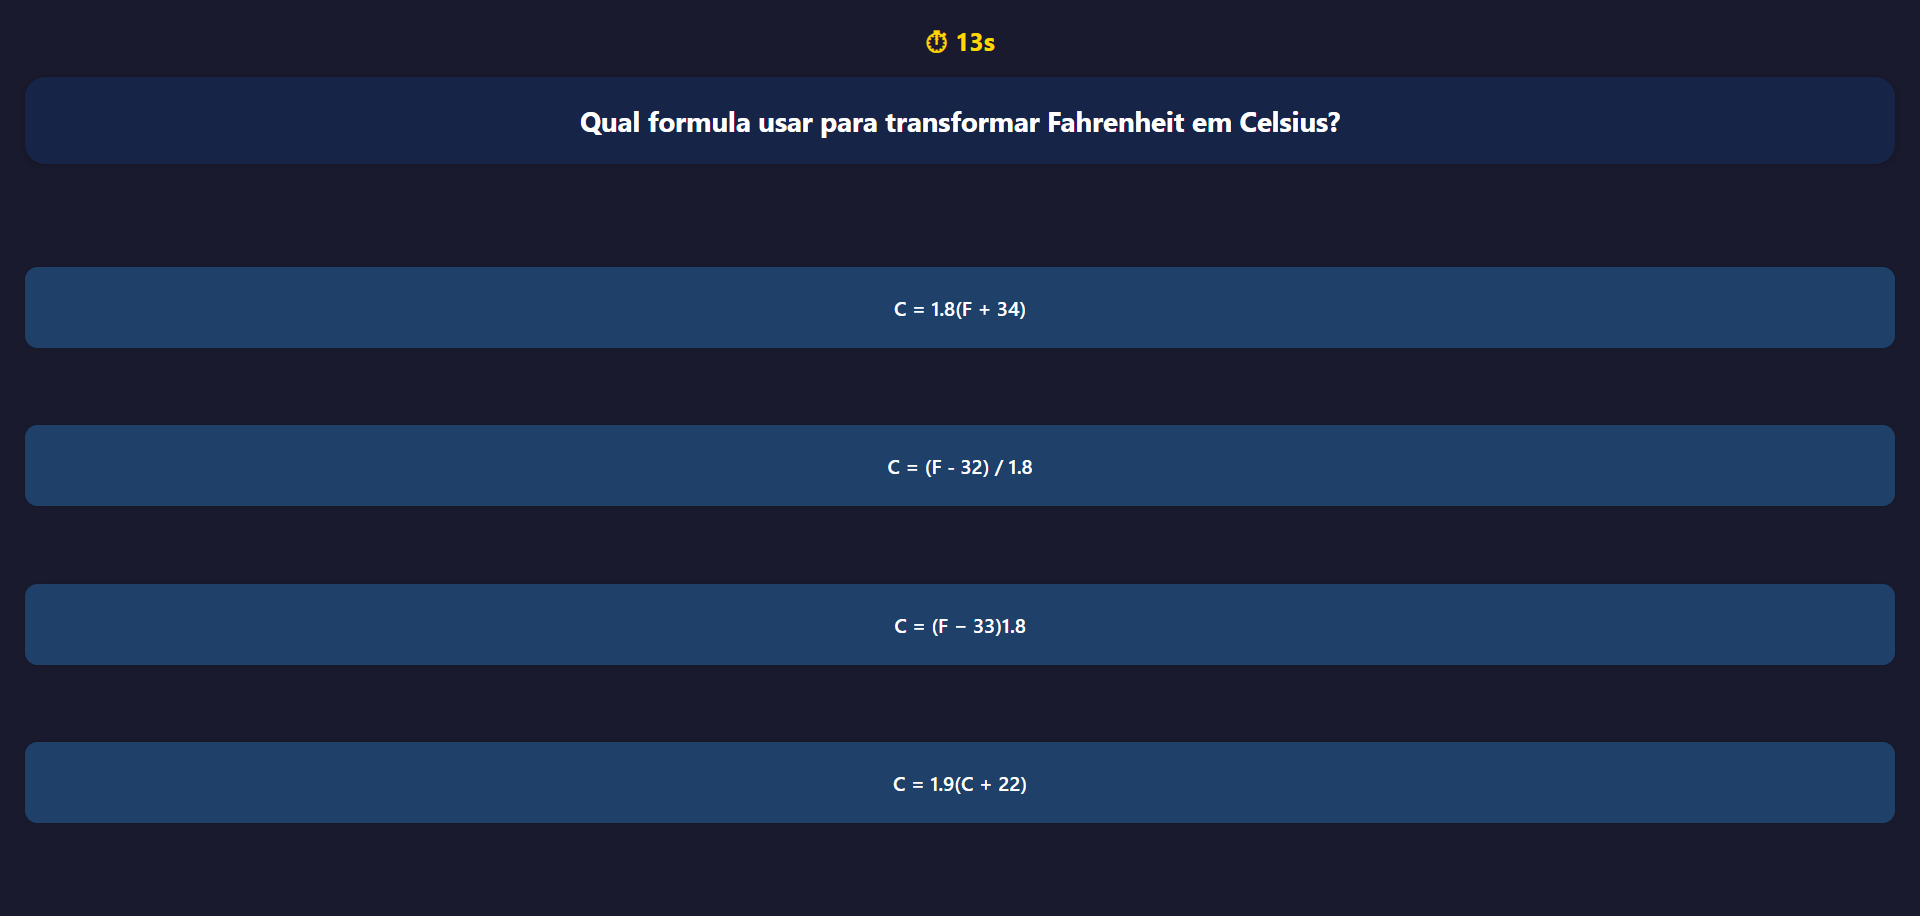 ⏱ 13s
Qual formula usar para transformar Fahrenheit em Celsius?
C = 1.8(F + 34)
C = (F - 32) / 1.8
C = (F − 33)1.8
C = 1.9(C + 22)